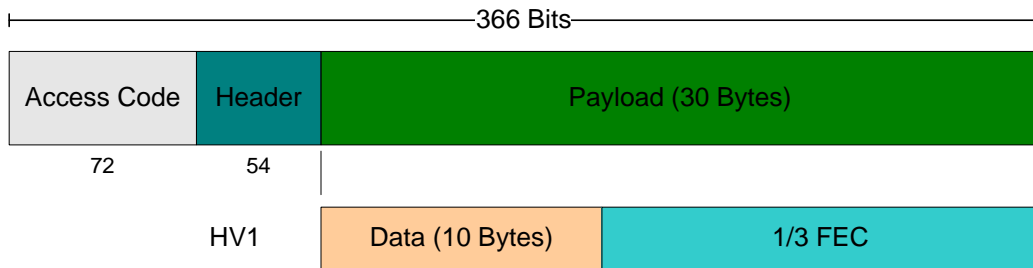 366 Bits
Access Code Header Payload (30 Bytes)
72 54
HV1 Data (10 Bytes) 1/3 FEC